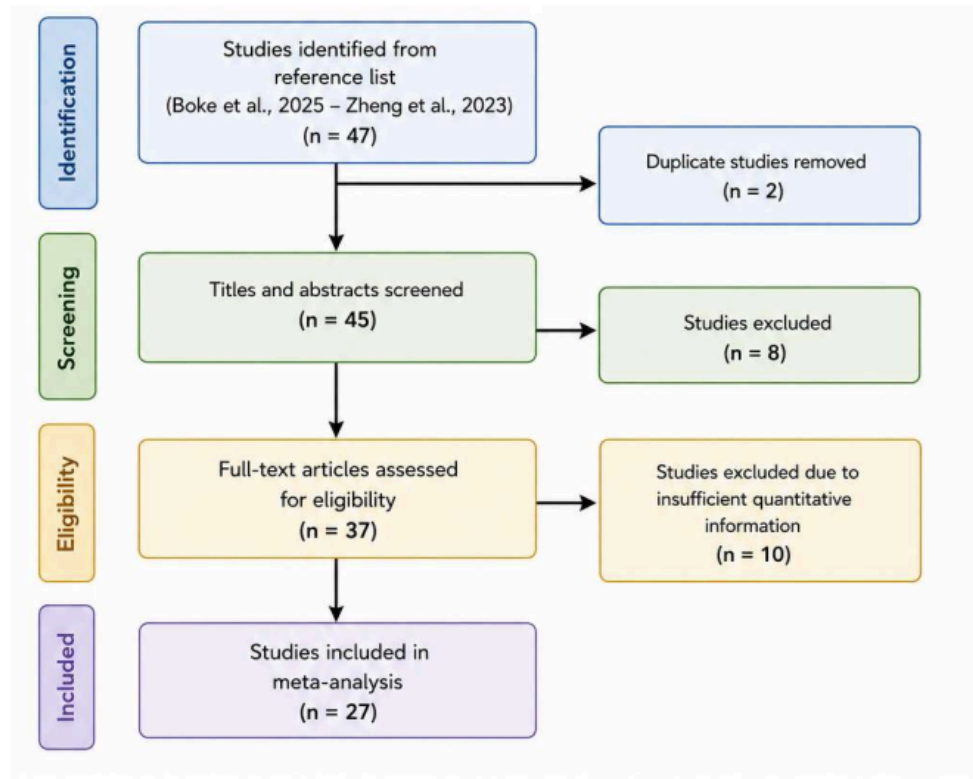 Identification
Studies identified from
reference list
(Boke et al., 2025 – Zheng et al., 2023)
(n = 47)
Duplicate studies removed
(n = 2)
Screening
Titles and abstracts screened
(n = 45)
Studies excluded
(n = 8)
Eligibility
Full-text articles assessed
for eligibility
(n = 37)
Studies excluded due to
insufficient quantitative
information
(n = 10)
Included
Studies included in
meta-analysis
(n = 27)